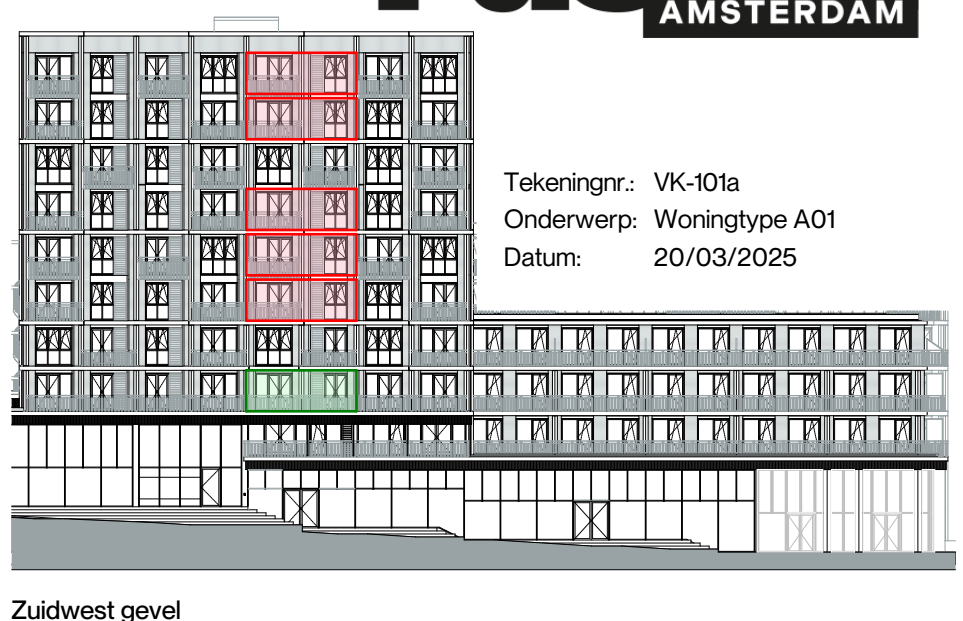 AMSTERDAM
Tekeningnr.: VK-101a
Onderwerp: Woningtype A01
Datum: 20/03/2025
Zuidwest gevel